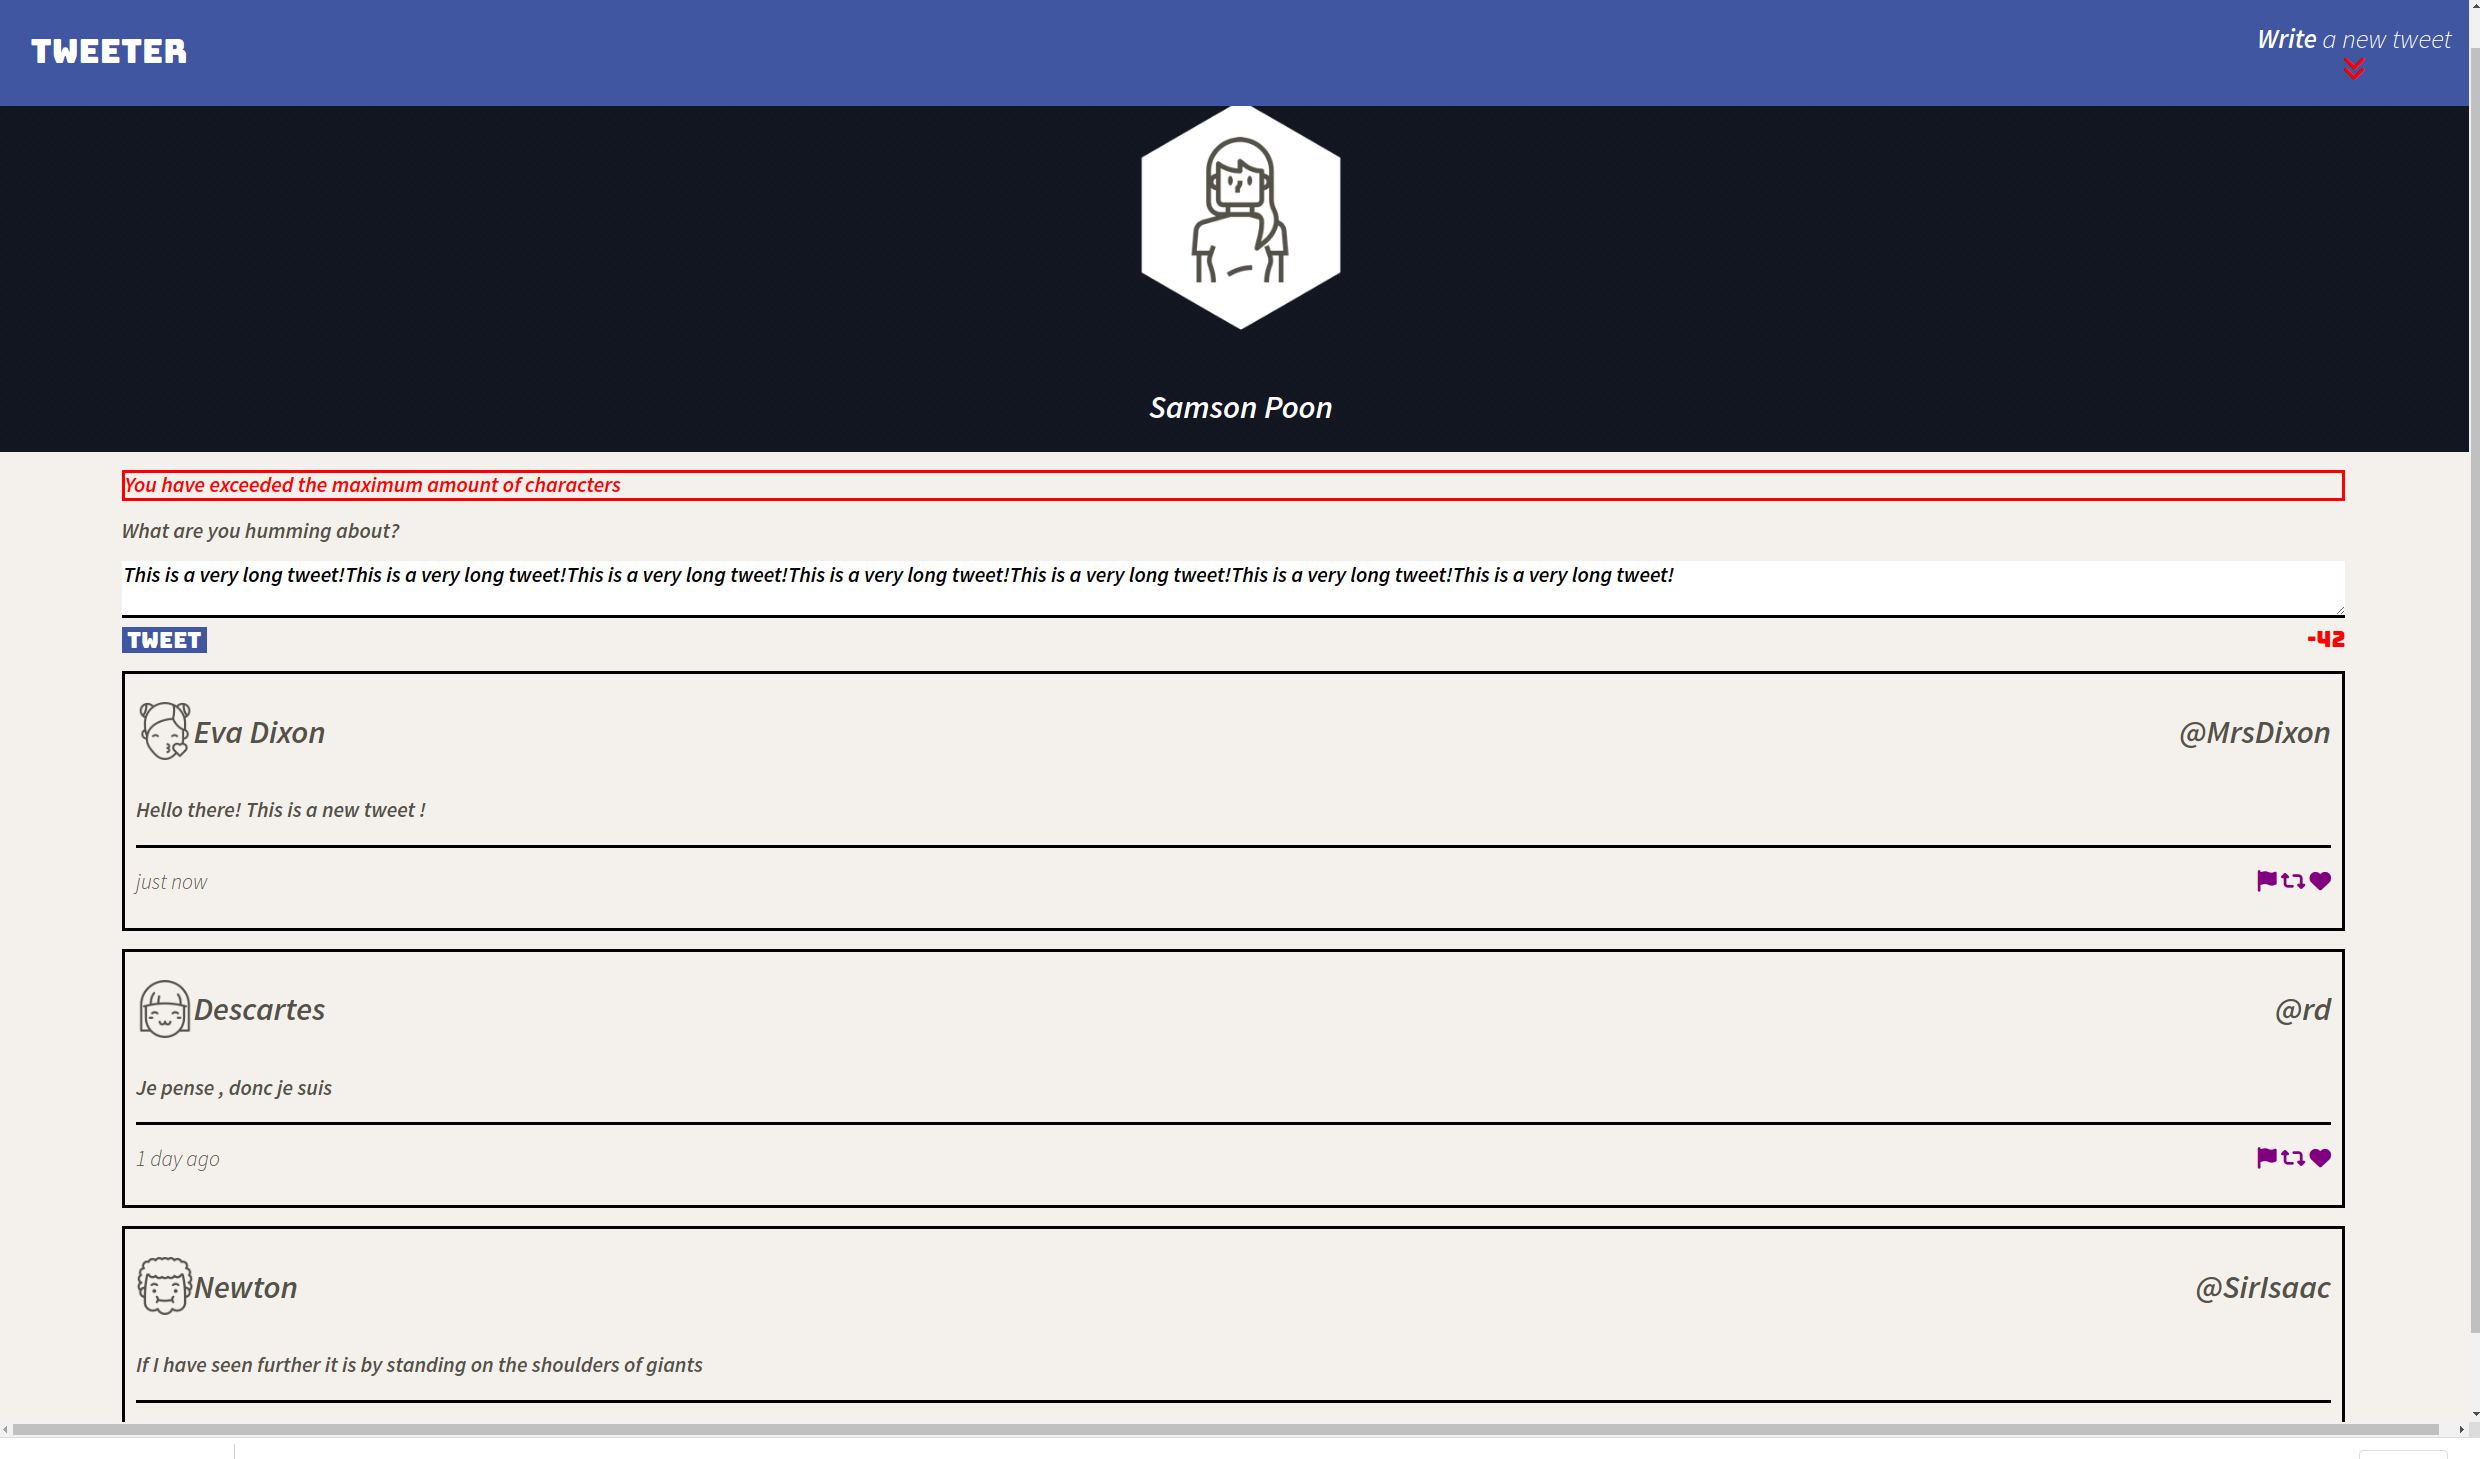 TWEETER
Write a new tweet
Samson Poon
You have exceeded the maximum amount of characters
What are you humming about?
This is a very long tweet!This is a very long tweet!This is a very long tweet!This is a very long tweet!This is a very long tweet!This is a very long tweet!This is a very long tweet!
TWEET
-42
Eva Dixon
@MrsDixon
Hello there! This is a new tweet !
just now
Descartes
@rd
Je pense , donc je suis
1 day ago
Newton
@SirIsaac
If I have seen further it is by standing on the shoulders of giants